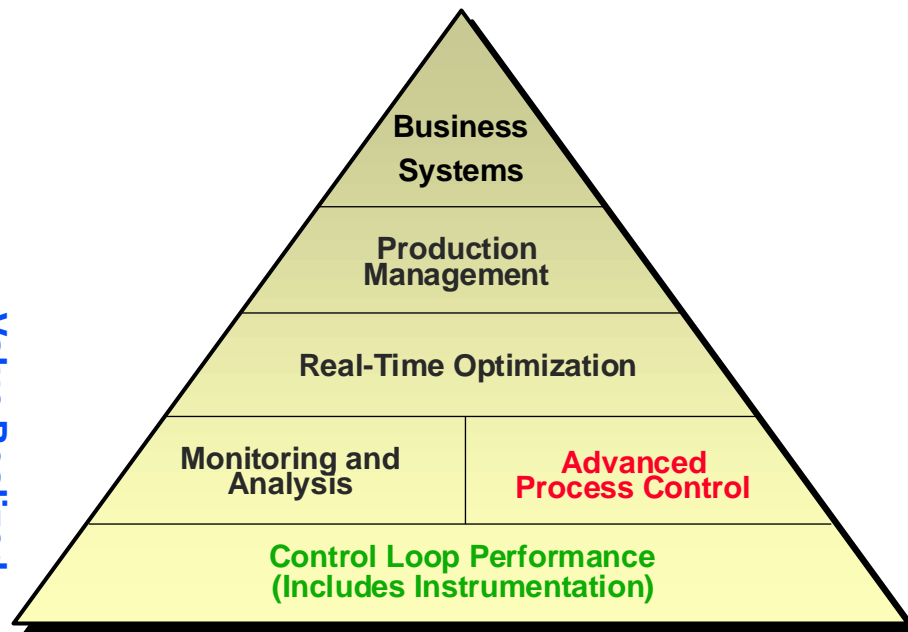 Business
Systems
Production
Management
Real-Time Optimization
Monitoring and
Analysis
Advanced
Process Control
Control Loop Performance
(Includes Instrumentation)